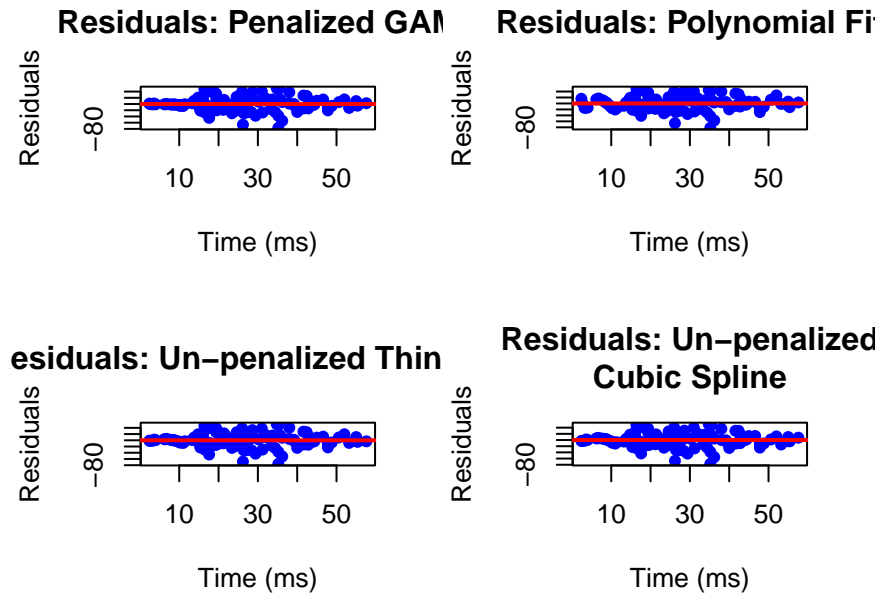 Residuals: Penalized GAM
Residuals
−80
10 30 50
Time (ms)
Residuals: Polynomial Fit
Residuals
−80
10 30 50
Time (ms)
esiduals: Un−penalized Thin
Residuals
−80
10 30 50
Time (ms)
Residuals: Un−penalized
Cubic Spline
Residuals
−80
10 30 50
Time (ms)